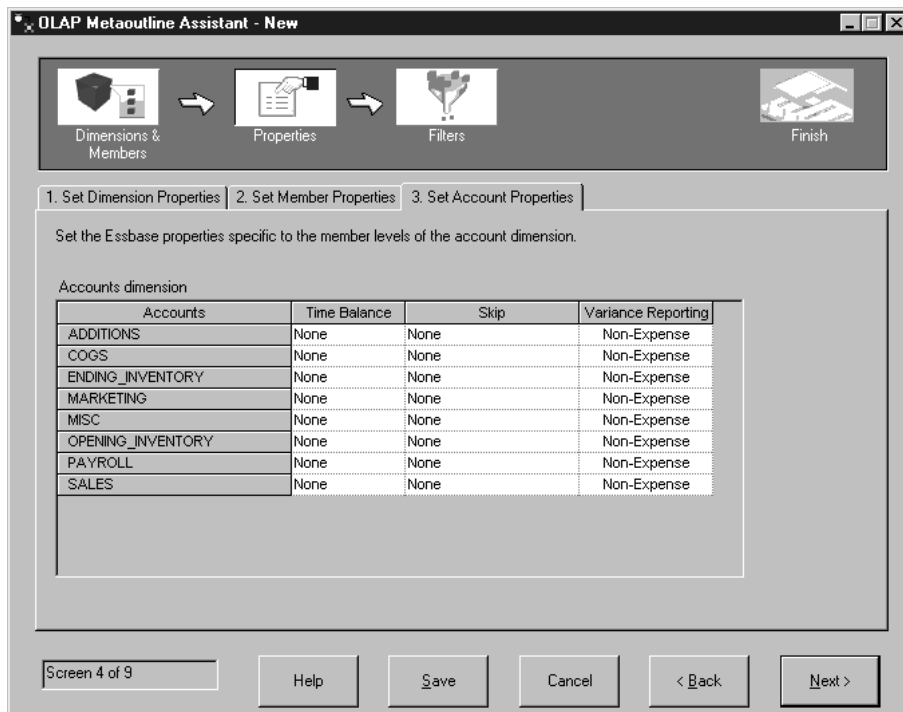 OLAP Metaoutline Assistant - New
Dimensions & Members
Properties
Filters
Finish
1. Set Dimension Properties
2. Set Member Properties
3. Set Account Properties
Set the Essbase properties specific to the member levels of the account dimension.
Accounts dimension
Accounts Time Balance Skip Variance Reporting
ADDITIONS None None Non-Expense
COGS None None Non-Expense
ENDING_INVENTORY None None Non-Expense
MARKETING None None Non-Expense
MISC None None Non-Expense
OPENING_INVENTORY None None Non-Expense
PAYROLL None None Non-Expense
SALES None None Non-Expense
Screen 4 of 9
Help
Save
Cancel
< Back
Next >